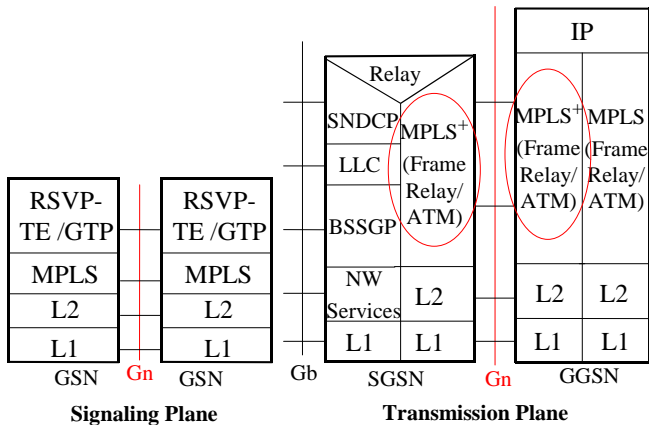 RSVP-
TE /GTP
MPLS
L2
L1
GSN
Gn
RSVP-
TE /GTP
MPLS
L2
L1
GSN
Signaling Plane
Gb
Relay
SNDCP
LLC
BSSGP
NW
Services
L1
MPLS+
(Frame
Relay/
ATM)
L2
L1
SGSN
Gn
IP
MPLS+
(Frame
Relay/
ATM)
L2
L1
MPLS
(Frame
Relay/
ATM)
L2
L1
GGSN
Transmission Plane